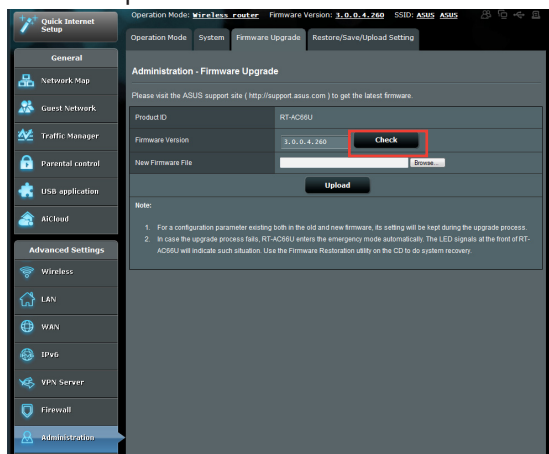 Operation Mode: Wireless router Firmware Version: 3.0.0.4.260 SSID: ASUS ASUS
Quick Internet
Setup
Operation Mode System Firmware Upgrade Restore/Save/Upload Setting
General
Network Map
Guest Network
Traffic Manager
Parental control
USB application
AiCloud
Advanced Settings
Wireless
LAN
WAN
IPv6
VPN Server
Firewall
Administration
Administration - Firmware Upgrade
Please visit the ASUS support site ( http://support.asus.com ) to get the latest firmware.
Product ID RT-AC66U
Firmware Version 3.0.0.4.260 Check
New Firmware File Browse...
Upload
Note:
1. For a configuration parameter existing both in the old and new firmware, its setting will be kept during the upgrade process.
2. In case the upgrade process fails, RT-AC66U enters the emergency mode automatically. The LED signals at the front of RT-
AC66U will indicate such situation. Use the Firmware Restoration utility on the CD to do system recovery.